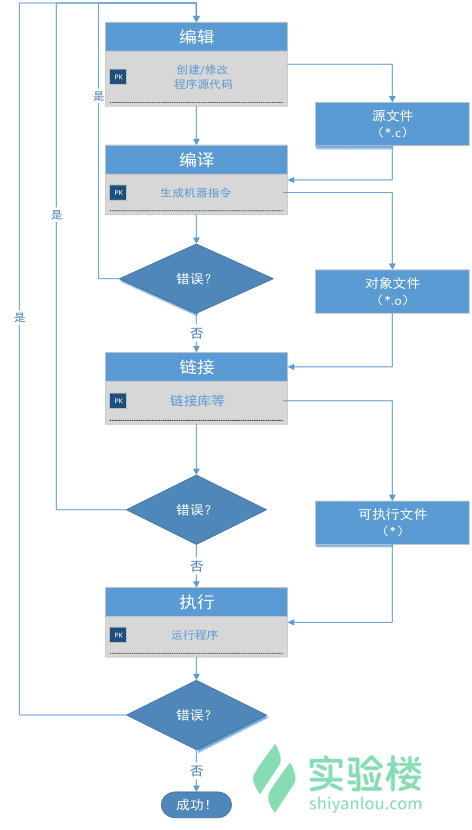 编辑
PK
创建/修改
程序源代码
源文件
（*.c）
是
编译
PK
生成机器指令
是
错误?
对象文件
（*.o）
是
否
链接
PK
链接库等
错误?
可执行文件
（*）
否
执行
PK
运行程序
错误?
否
成功！
实验楼
shiyanlou.com